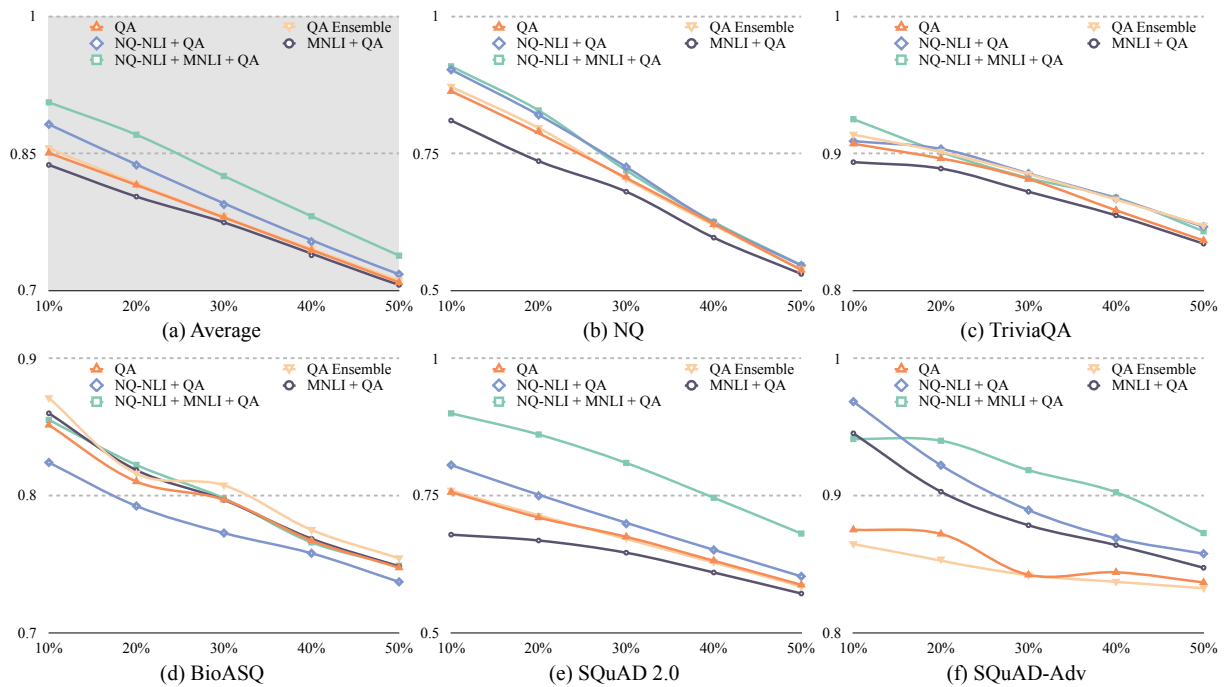 1
QA
QA Ensemble
NQ-NLI + QA
MNLI + QA
NQ-NLI + MNLI + QA
0.85
0.7
10% 20% 30% 40% 50%
(a) Average
1
QA
QA Ensemble
NQ-NLI + QA
MNLI + QA
NQ-NLI + MNLI + QA
0.75
0.5
10% 20% 30% 40% 50%
(b) NQ
1
QA
QA Ensemble
NQ-NLI + QA
MNLI + QA
NQ-NLI + MNLI + QA
0.9
0.8
10% 20% 30% 40% 50%
(c) TriviaQA
0.9
QA
QA Ensemble
NQ-NLI + QA
MNLI + QA
NQ-NLI + MNLI + QA
0.8
0.7
10% 20% 30% 40% 50%
(d) BioASQ
1
QA
QA Ensemble
NQ-NLI + QA
MNLI + QA
NQ-NLI + MNLI + QA
0.75
0.5
10% 20% 30% 40% 50%
(e) SQuAD 2.0
1
QA
QA Ensemble
NQ-NLI + QA
MNLI + QA
NQ-NLI + MNLI + QA
0.9
0.8
10% 20% 30% 40% 50%
(f) SQuAD-Adv